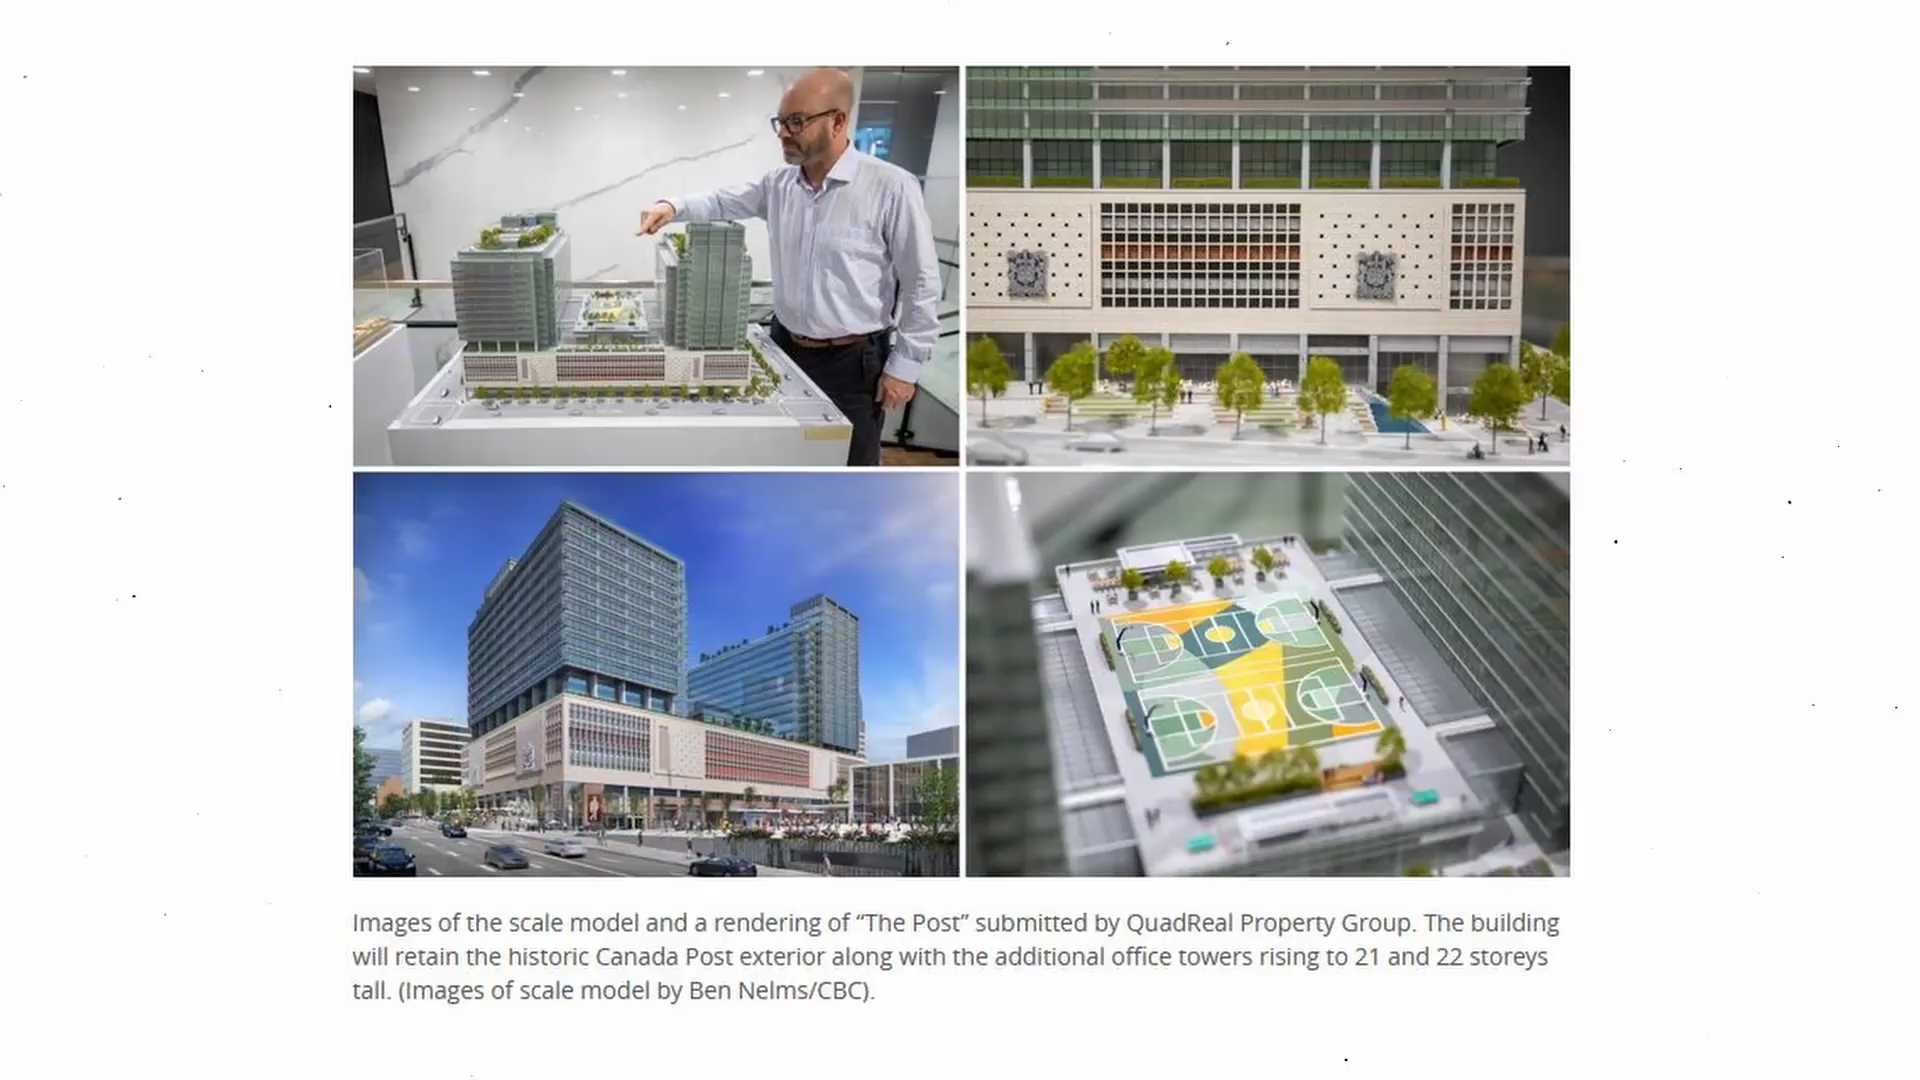 Images of the scale model and a rendering of “The Post” submitted by QuadReal Property Group. The building
will retain the historic Canada Post exterior along with the additional office towers rising to 21 and 22 storeys
tall. (Images of scale model by Ben Nelms/CBC).